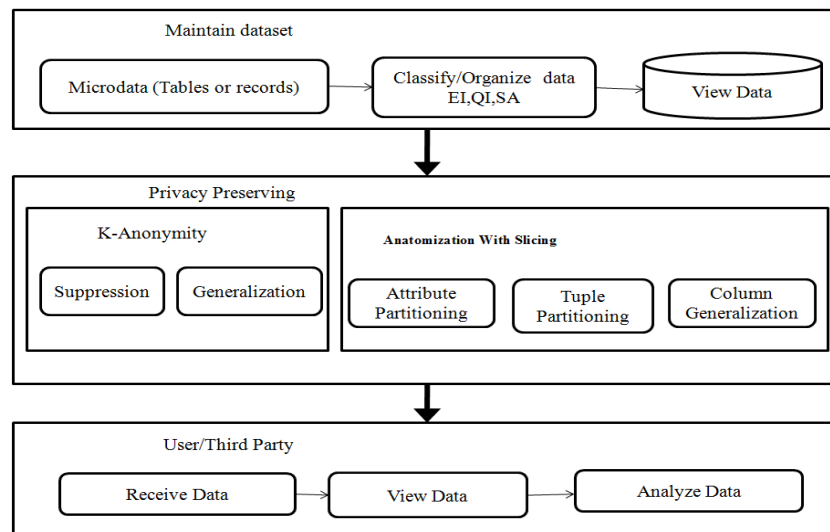 Maintain dataset
Microdata (Tables or records)
Classify/Organize data
EI,QI,SA
View Data
Privacy Preserving
K-Anonymity
Suppression
Generalization
Anatomization With Slicing
Attribute
Partitioning
Tuple
Partitioning
Column
Generalization
User/Third Party
Receive Data
View Data
Analyze Data